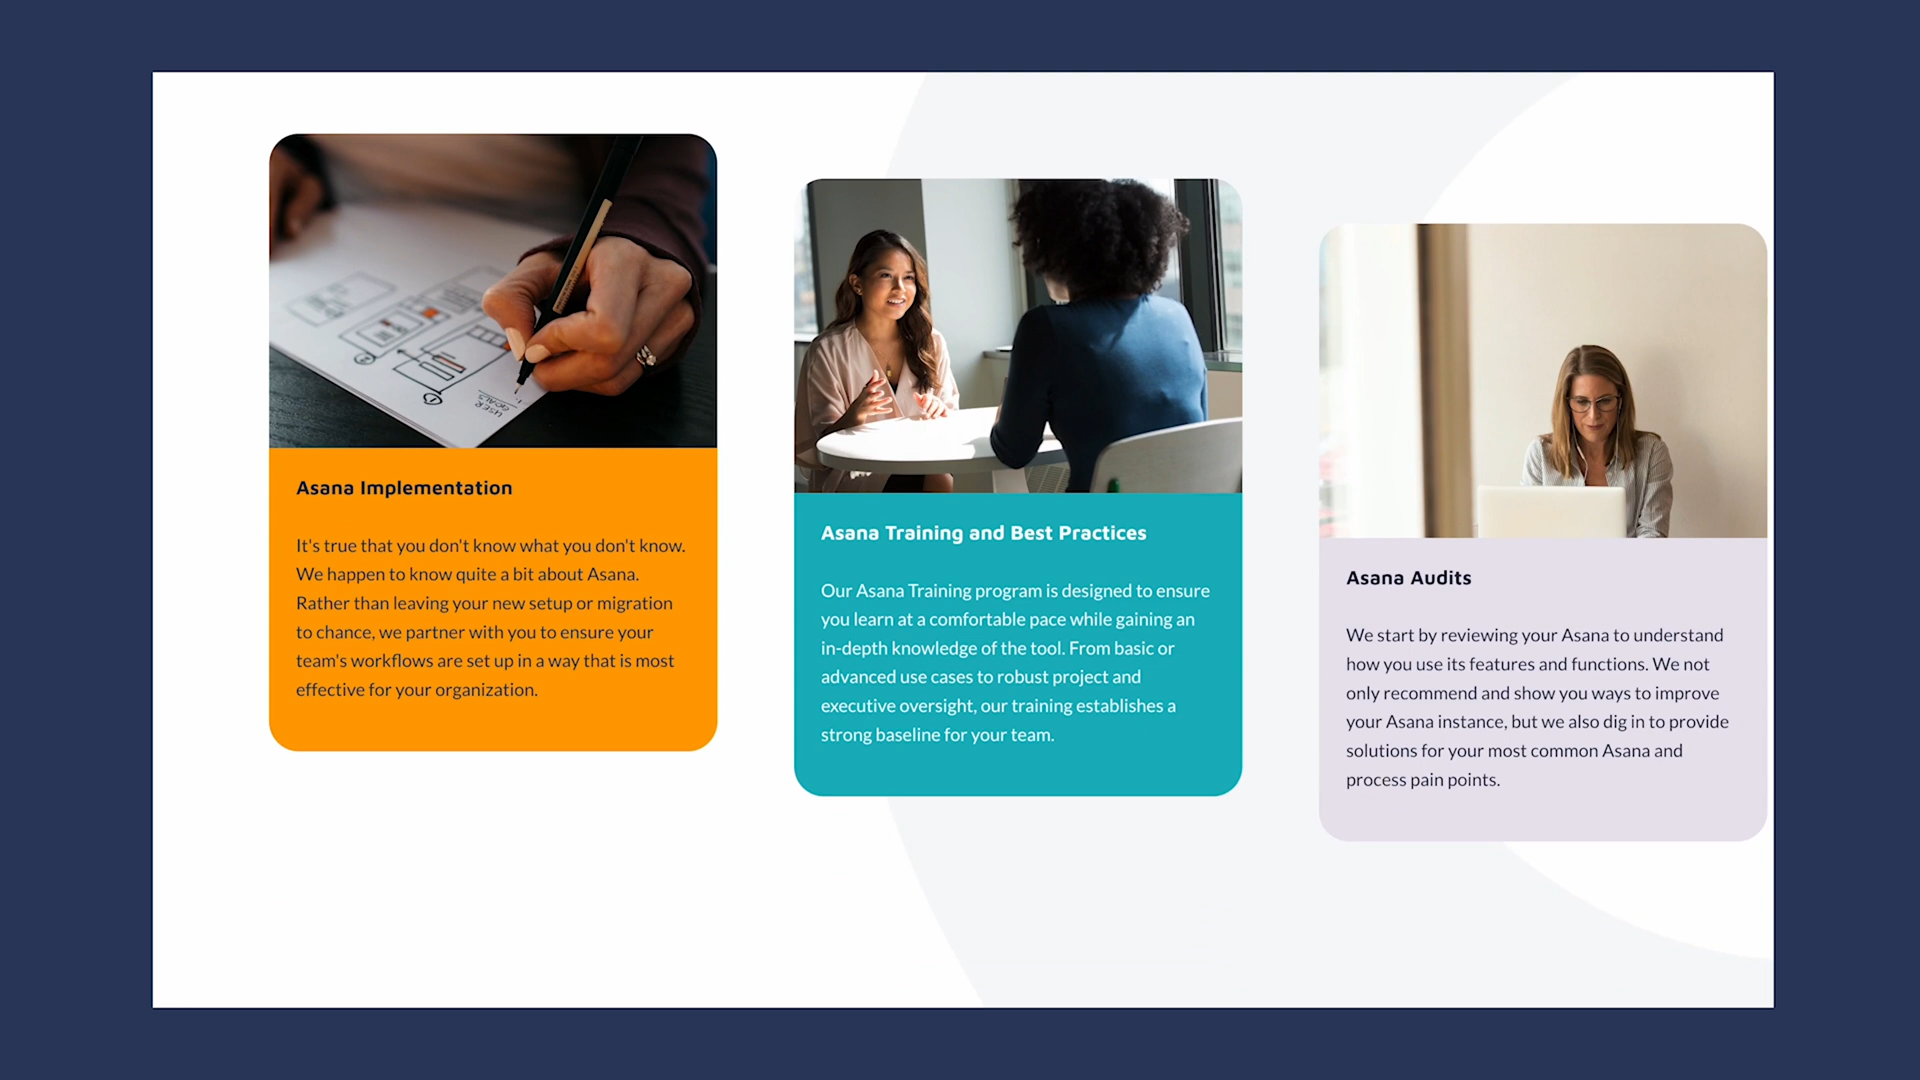 USER
GOALS
Asana Implementation
It's true that you don't know what you don't know.
We happen to know quite a bit about Asana.
Rather than leaving your new setup or migration
to chance, we partner with you to ensure your
team's workflows are set up in a way that is most
effective for your organization.
Asana Training and Best Practices
Our Asana Training program is designed to ensure
you learn at a comfortable pace while gaining an
in-depth knowledge of the tool. From basic or
advanced use cases to robust project and
executive oversight, our training establishes a
strong baseline for your team.
Asana Audits
We start by reviewing your Asana to understand
how you use its features and functions. We not
only recommend and show you ways to improve
your Asana instance, but we also dig in to provide
solutions for your most common Asana and
process pain points.